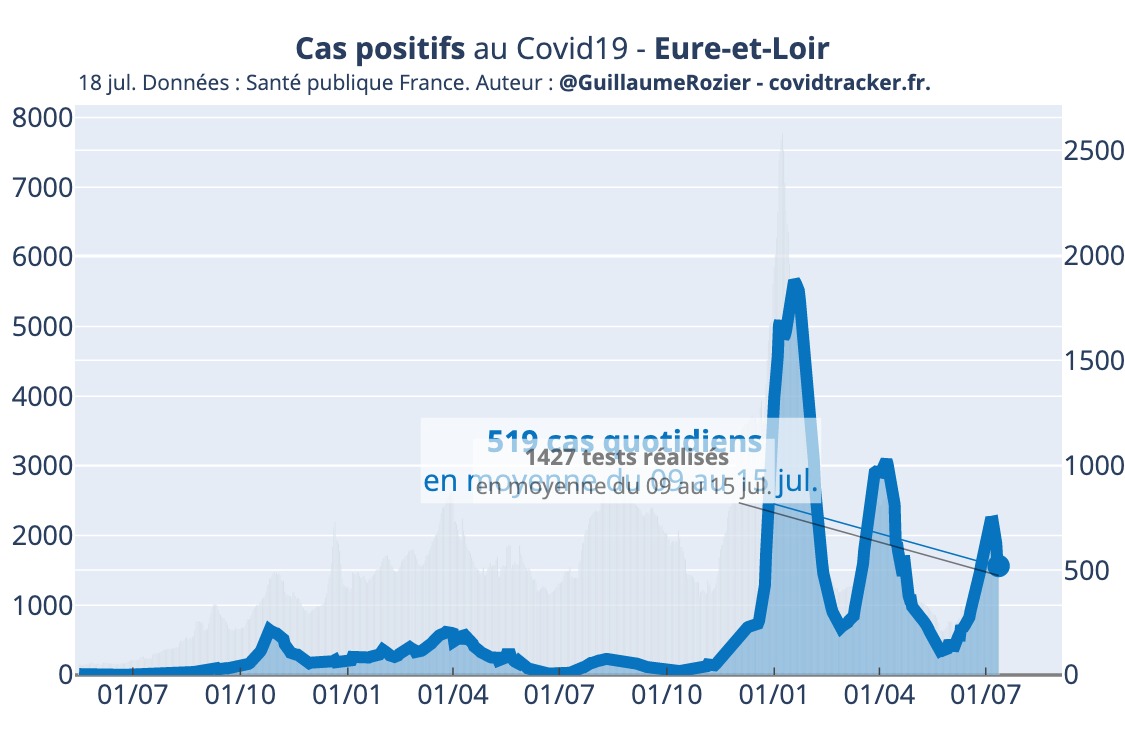 Cas positifs au Covid19 - Eure-et-Loir
18 jul. Données : Santé publique France. Auteur : @GuillaumeRozier - covidtracker.fr.
8000
7000
6000
5000
4000
3000
2000
1000
0
2500
2000
1500
1000
500
0
519 cas quotidiens
en moyenne du 09 au 15 jul.
1427 tests réalisés
en moyenne du 09 au 15 jul.
01/07 01/10 01/01 01/04 01/07 01/10 01/01 01/04 01/07